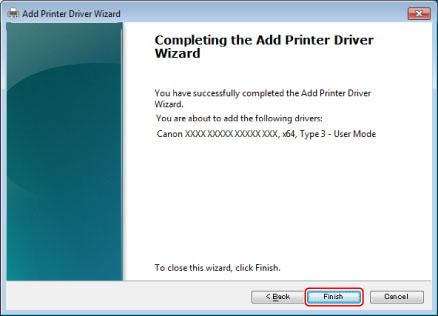 Add Printer Driver Wizard
Completing the Add Printer Driver
Wizard
You have successfully completed the Add Printer Driver
Wizard.
You are about to add the following drivers:
Canon XXXX XXXXX XXXXX XXX, x64, Type 3 - User Mode
To close this wizard, click Finish.
< Back Finish Cancel